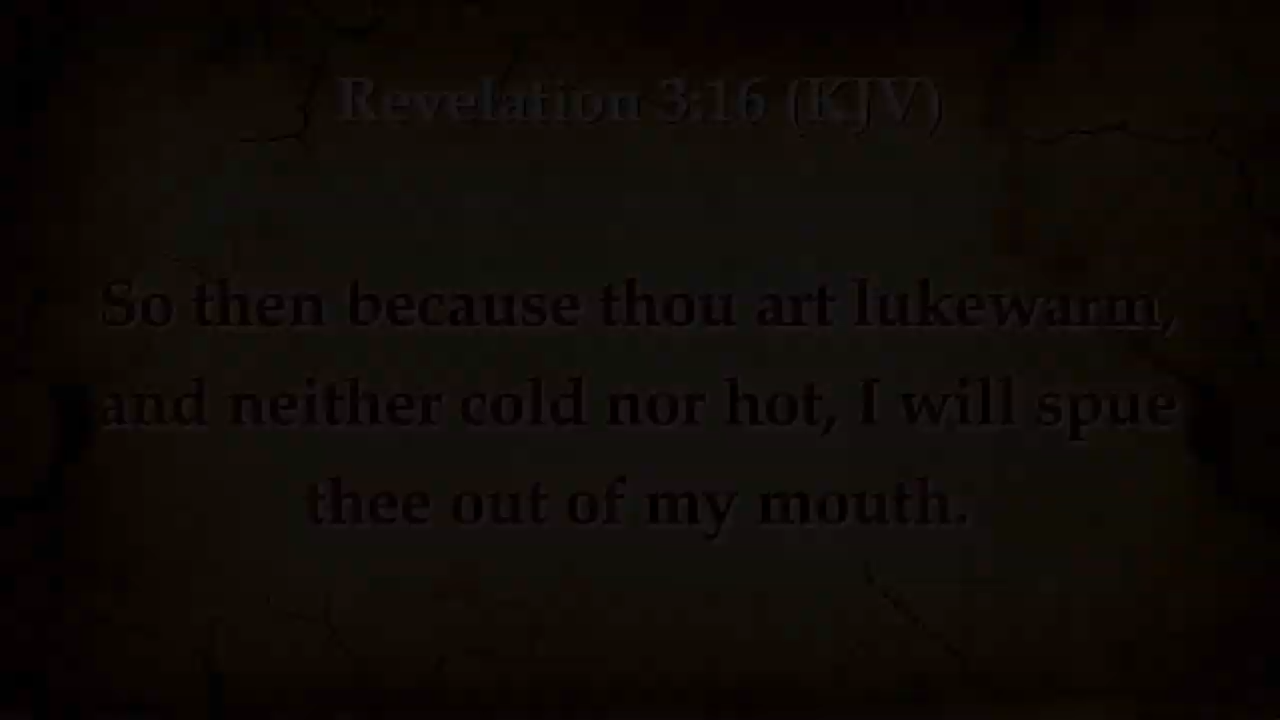 Revelation 3:16 (KJV)
So then because thou art lukewarm,
and neither cold nor hot, I will spue
thee out of my mouth.